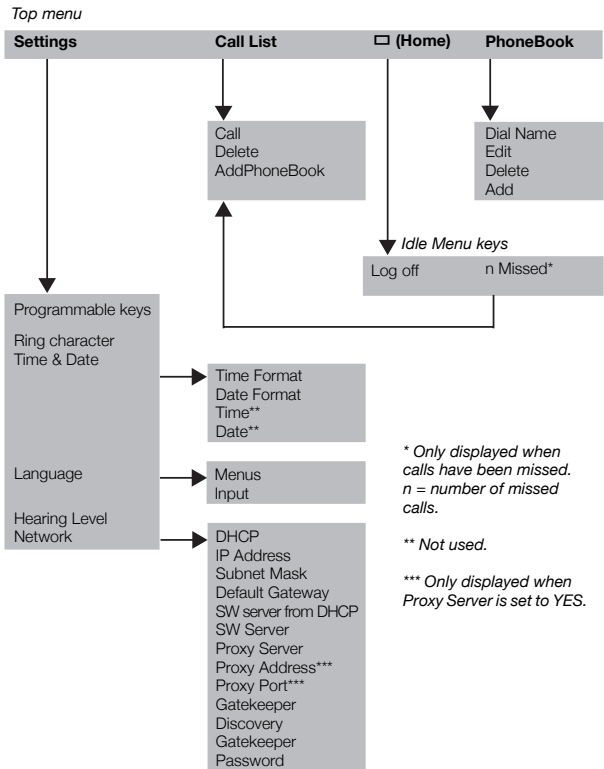 Top menu
Settings Call List (Home) PhoneBook
Call
Delete
AddPhoneBook
Dial Name
Edit
Delete
Add
Idle Menu keys
Log off n Missed*
Programmable keys
Ring character
Time & Date
Time Format
Date Format
Time**
Date**
Language
Menus
Input
Hearing Level
Network
DHCP
IP Address
Subnet Mask
Default Gateway
SW server from DHCP
SW Server
Proxy Server
Proxy Address***
Proxy Port***
Gatekeeper
Discovery
Gatekeeper
Password
* Only displayed when
calls have been missed.
n = number of missed
calls.
** Not used.
*** Only displayed when
Proxy Server is set to YES.